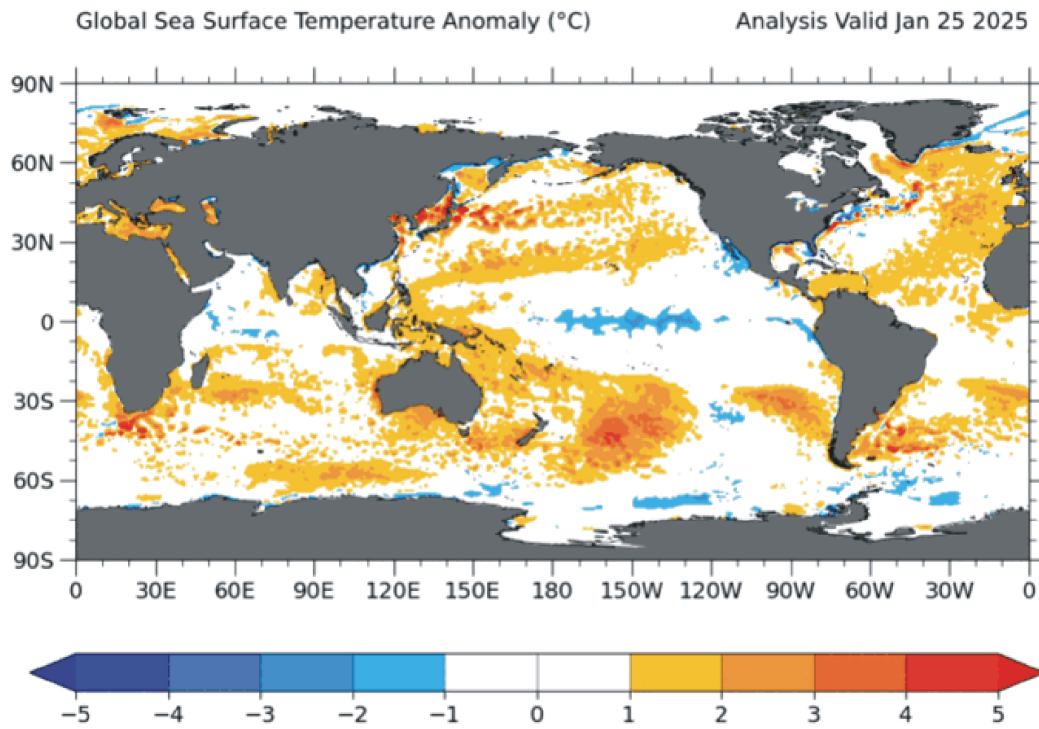 Global Sea Surface Temperature Anomaly (°C) Analysis Valid Jan 25 2025
90N
60N
30N
0
30S
60S
90S
0 30E 60E 90E 120E 150E 180 150W 120W 90W 60W 30W 0
−5 −4 −3 −2 −1 0 1 2 3 4 5